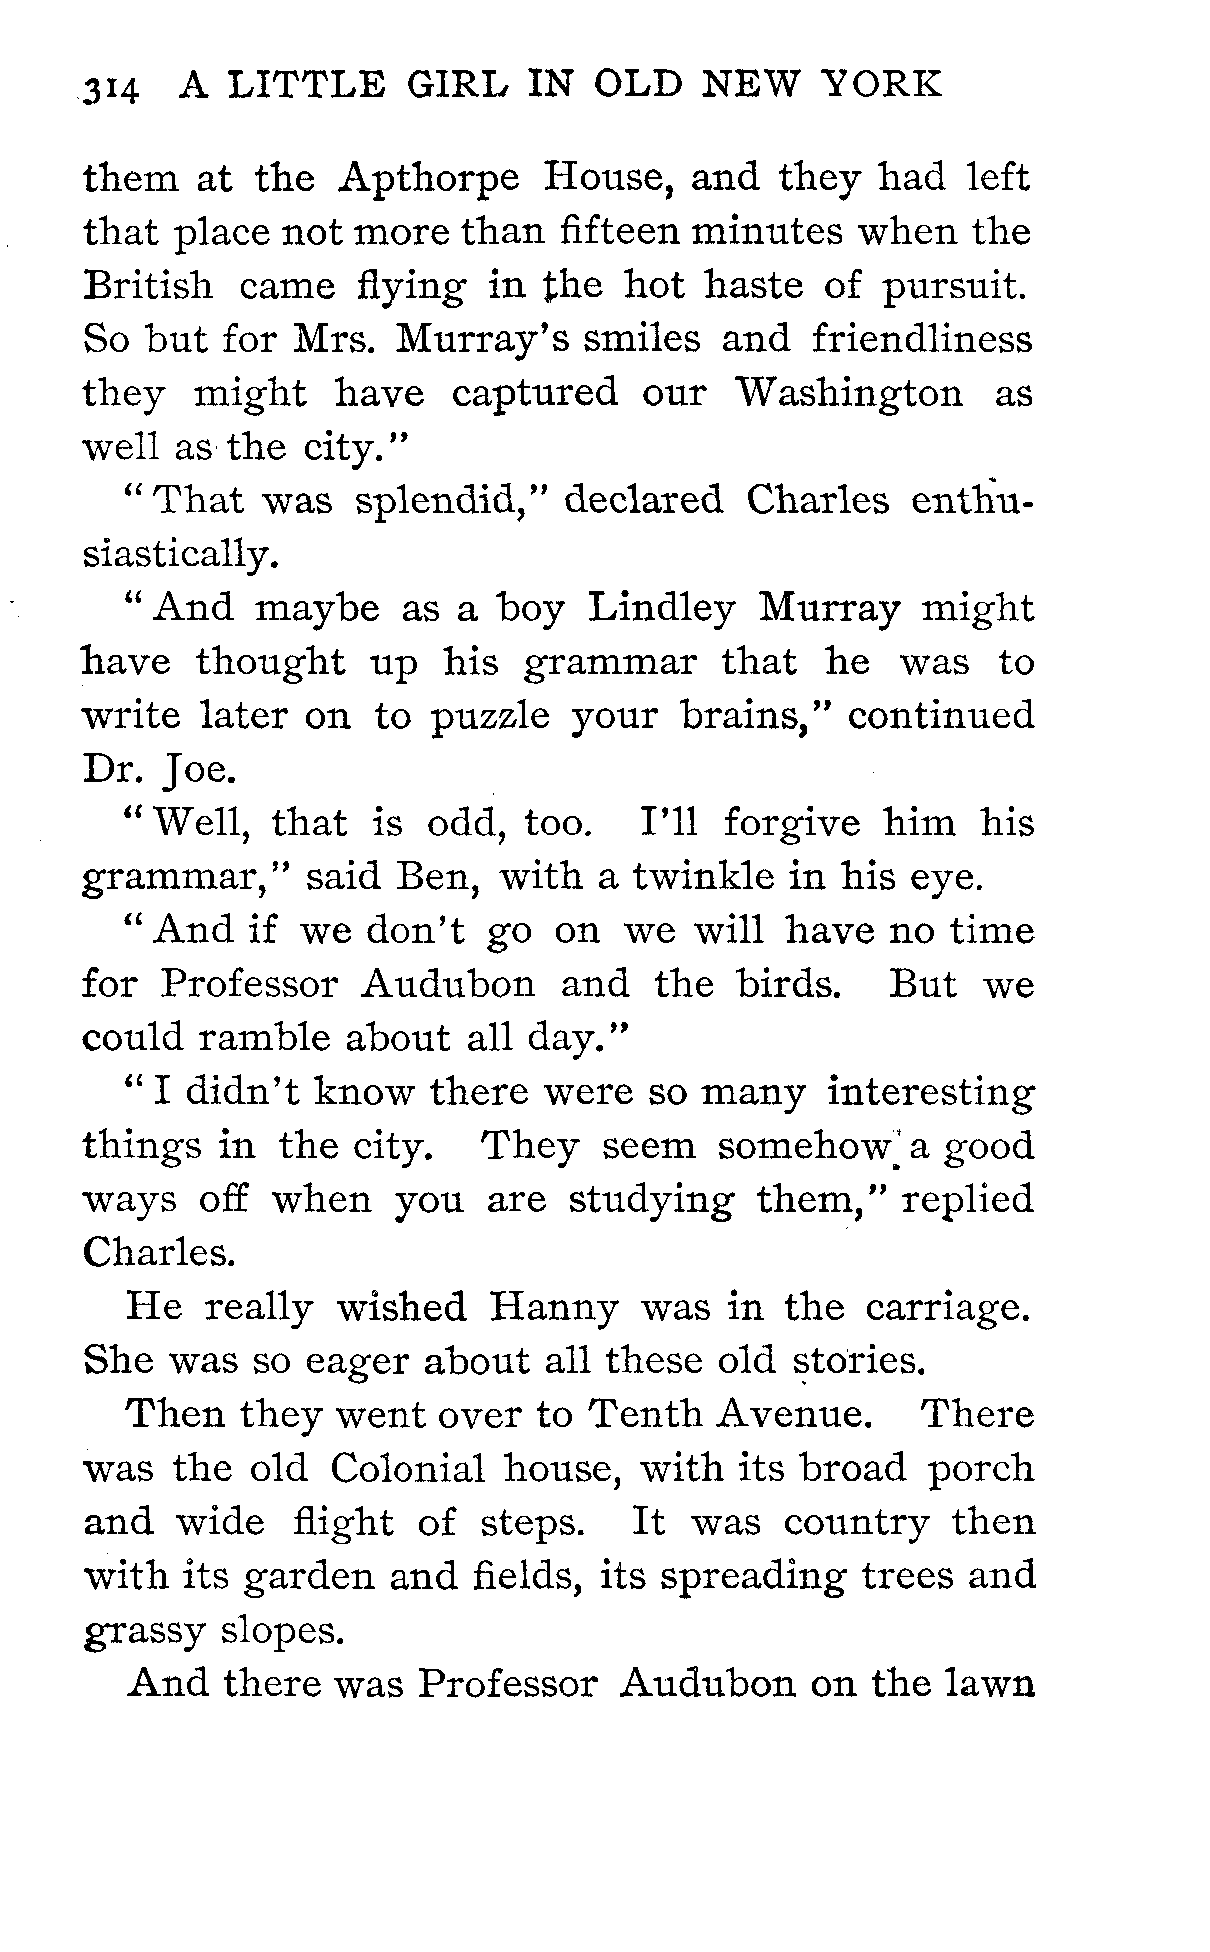 314 A LITTLE GIRL IN OLD NEW YORK
them at the Apthorpe House, and they had left
that place not more than fifteen minutes when the
British came flying in the hot haste of pursuit.
So but for Mrs. Murray's smiles and friendliness
they might have captured our Washington as
well as the city."
"That was splendid," declared Charles enthu-
siastically.
"And maybe as a boy Lindley Murray might
have thought up his grammar that he was to
write later on to puzzle your brains," continued
Dr. Joe.
"Well, that is odd, too. I'll forgive him his
grammar," said Ben, with a twinkle in his eye.
"And if we don't go on we will have no time
for Professor Audubon and the birds. But we
could ramble about all day."
"I didn't know there were so many interesting
things in the city. They seem somehow a good
ways off when you are studying them," replied
Charles.
He really wished Hanny was in the carriage.
She was so eager about all these old stories.
Then they went over to Tenth Avenue. There
was the old Colonial house, with its broad porch
and wide flight of steps. It was country then
with its garden and fields, its spreading trees and
grassy slopes.
And there was Professor Audubon on the lawn